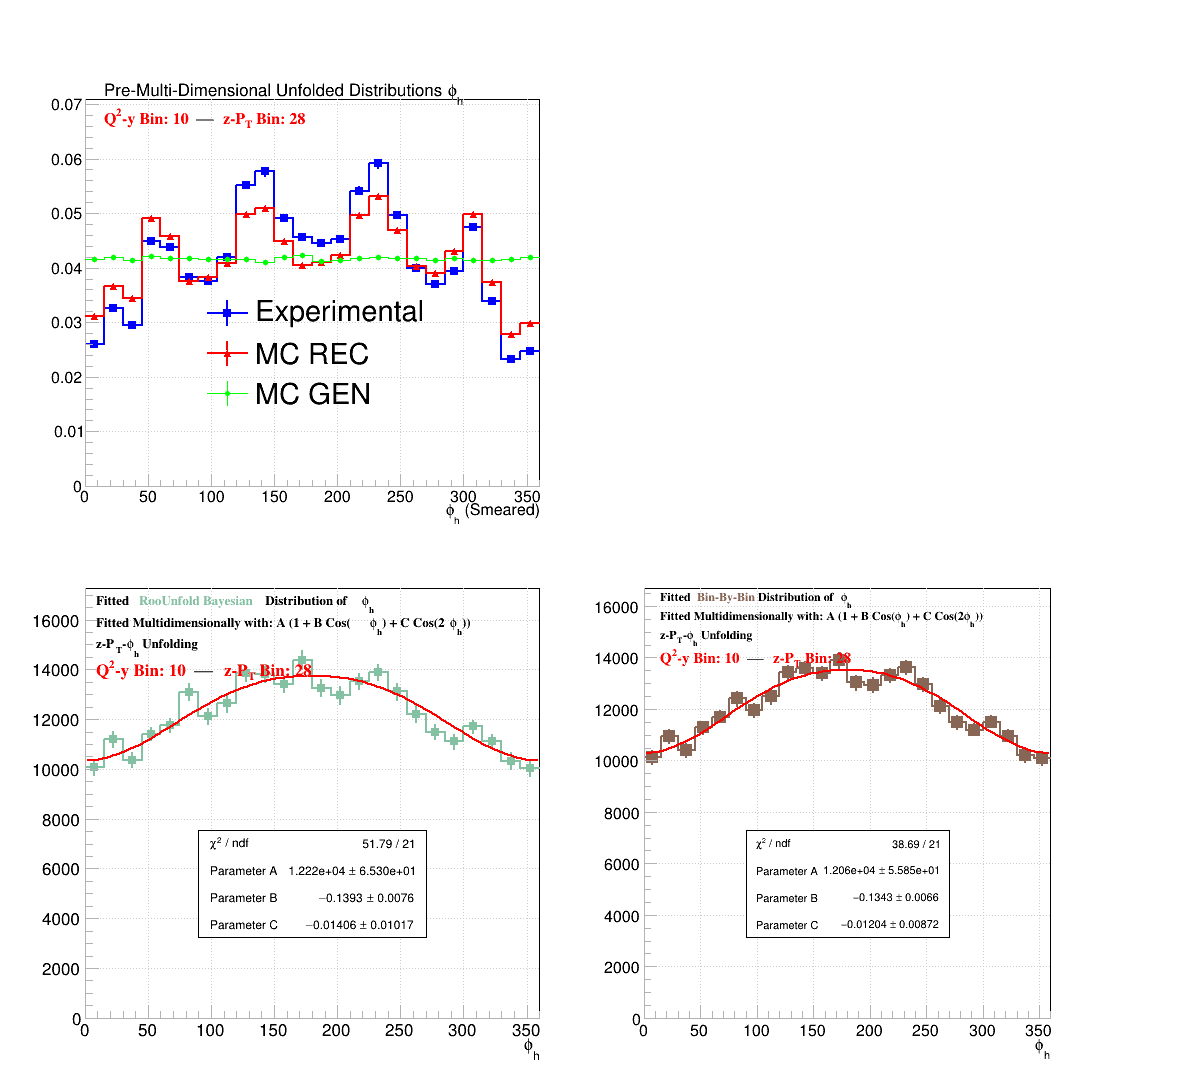 Pre-Multi-Dimensional Unfolded Distributions ϕh
Q2-y Bin: 10 — z-PT Bin: 28
0.07
0.06
0.05
0.04
0.03
0.02
0.01
0
Experimental
MC REC
MC GEN
0 50 100 150 200 250 300 350
ϕh (Smeared)
Fitted RooUnfold Bayesian Distribution of ϕh
Fitted Multidimensionally with: A (1 + B Cos( ϕh) + C Cos(2 ϕh))
z-PT-ϕh Unfolding
Q2-y Bin: 10 — z-PT Bin: 28
16000
14000
12000
10000
8000
6000
4000
2000
0
χ2 / ndf 51.79 / 21
Parameter A 1.222e+04 ± 6.530e+01
Parameter B −0.1393 ± 0.0076
Parameter C −0.01406 ± 0.01017
0 50 100 150 200 250 300 350
ϕh
Fitted Bin-By-Bin Distribution of ϕh
Fitted Multidimensionally with: A (1 + B Cos(ϕh) + C Cos(2ϕh))
z-PT-ϕh Unfolding
Q2-y Bin: 10 — z-PT Bin: 28
16000
14000
12000
10000
8000
6000
4000
2000
0
χ2 / ndf 38.69 / 21
Parameter A 1.206e+04 ± 5.585e+01
Parameter B −0.1343 ± 0.0066
Parameter C −0.01204 ± 0.00872
0 50 100 150 200 250 300 350
ϕh